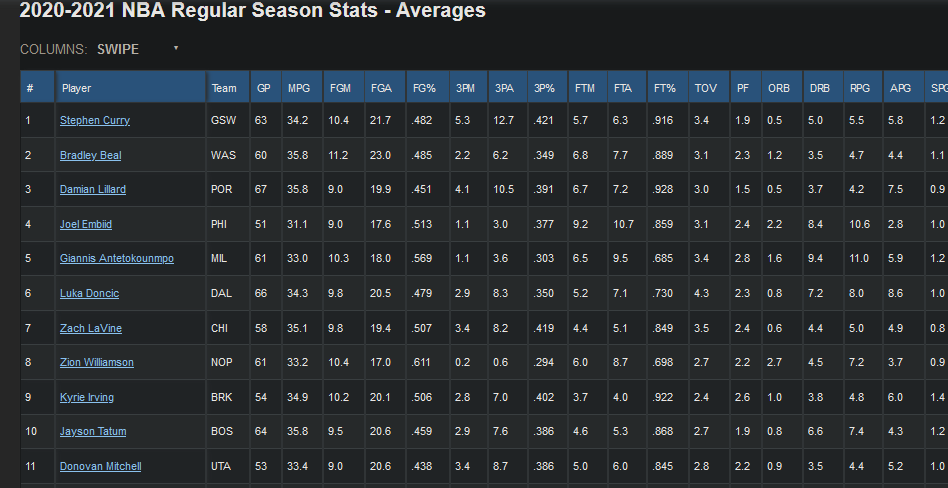 2020-2021 NBA Regular Season Stats - Averages
COLUMNS: SWIPE
# Player Team GP MPG FGM FGA FG% 3PM 3PA 3P% FTM FTA FT% TOV PF ORB DRB RPG APG SPG
1 Stephen Curry GSW 63 34.2 10.4 21.7 .482 5.3 12.7 .421 5.7 6.3 .916 3.4 1.9 0.5 5.0 5.5 5.8 1.2
2 Bradley Beal WAS 60 35.8 11.2 23.0 .485 2.2 6.2 .349 6.8 7.7 .889 3.1 2.3 1.2 3.5 4.7 4.4 1.1
3 Damian Lillard POR 67 35.8 9.0 19.9 .451 4.1 10.5 .391 6.7 7.2 .928 3.0 1.5 0.5 3.7 4.2 7.5 0.9
4 Joel Embiid PHI 51 31.1 9.0 17.6 .513 1.1 3.0 .377 9.2 10.7 .859 3.1 2.4 2.2 8.4 10.6 2.8 1.0
5 Giannis Antetokounmpo MIL 61 33.0 10.3 18.0 .569 1.1 3.6 .303 6.5 9.5 .685 3.4 2.8 1.6 9.4 11.0 5.9 1.2
6 Luka Doncic DAL 66 34.3 9.8 20.5 .479 2.9 8.3 .350 5.2 7.1 .730 4.3 2.3 0.8 7.2 8.0 8.6 1.0
7 Zach LaVine CHI 58 35.1 9.8 19.4 .507 3.4 8.2 .419 4.4 5.1 .849 3.5 2.4 0.6 4.4 5.0 4.9 0.8
8 Zion Williamson NOP 61 33.2 10.4 17.0 .611 0.2 0.6 .294 6.0 8.7 .698 2.7 2.2 2.7 4.5 7.2 3.7 0.9
9 Kyrie Irving BRK 54 34.9 10.2 20.1 .506 2.8 7.0 .402 3.7 4.0 .922 2.4 2.6 1.0 3.8 4.8 6.0 1.4
10 Jayson Tatum BOS 64 35.8 9.5 20.6 .459 2.9 7.6 .386 4.6 5.3 .868 2.7 1.9 0.8 6.6 7.4 4.3 1.2
11 Donovan Mitchell UTA 53 33.4 9.0 20.6 .438 3.4 8.7 .386 5.0 6.0 .845 2.8 2.2 0.9 3.5 4.4 5.2 1.0